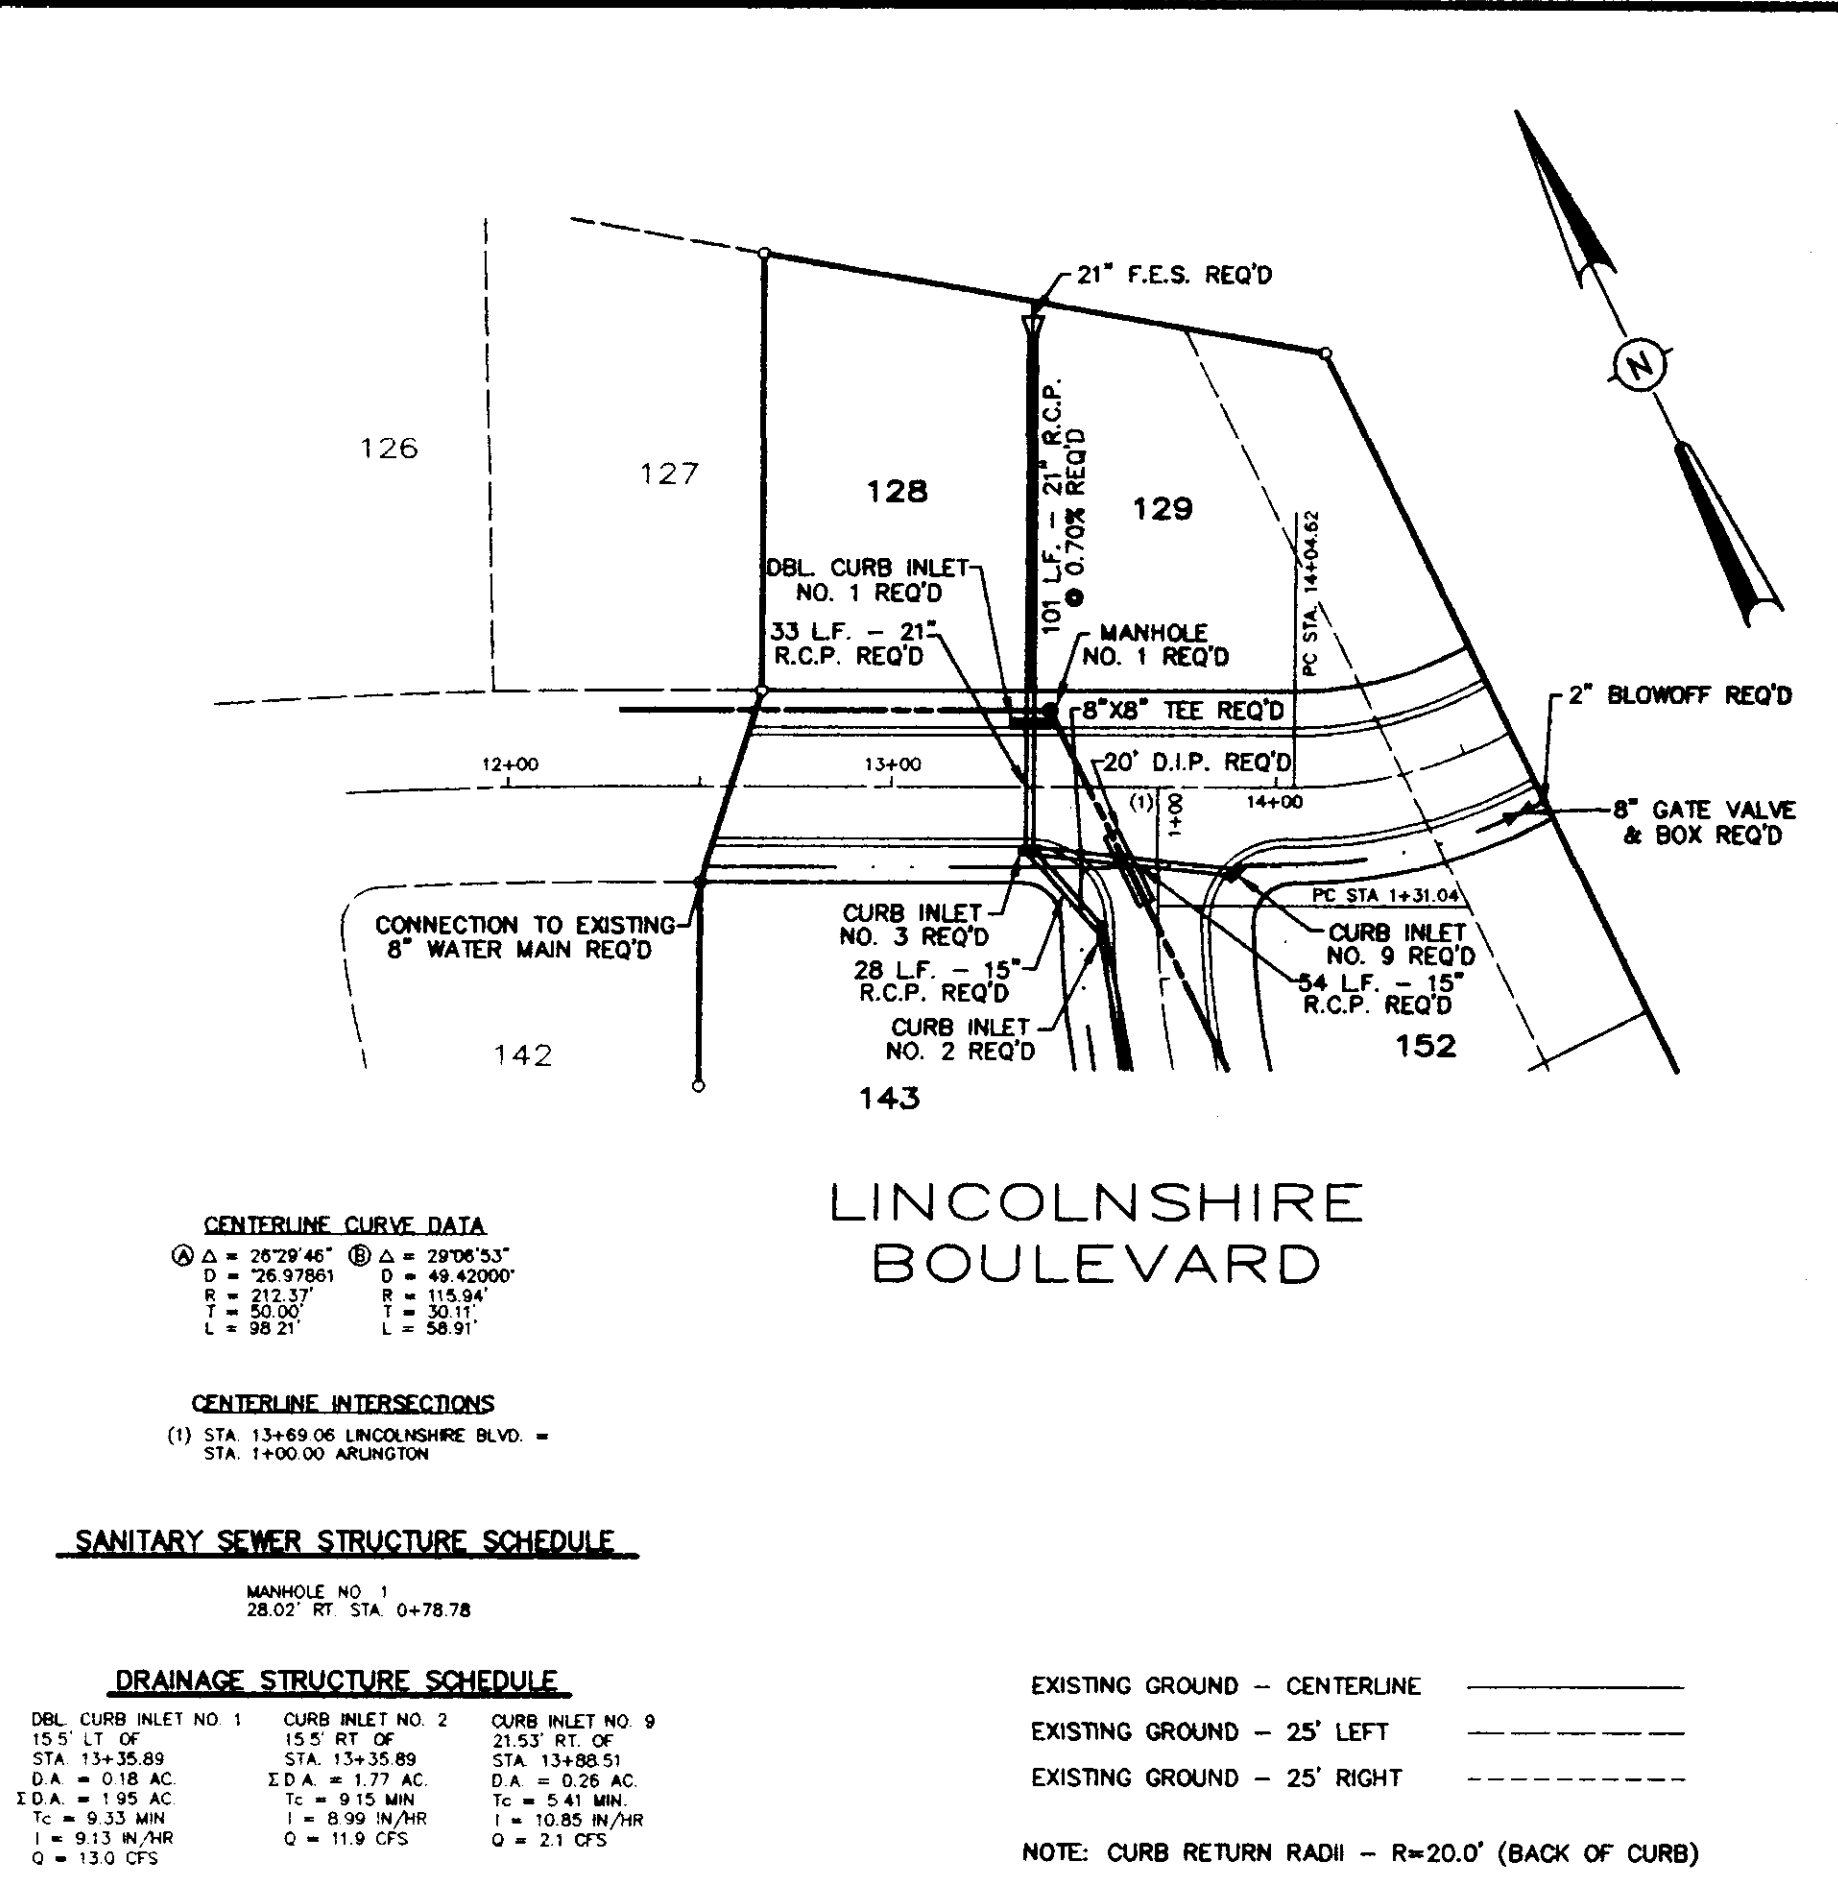 21" F.E.S. REQ'D
N
126
127
128
129
101 L.F. - 21" R.C.P.
@ 0.70% REQ'D
PC STA. 14+04.62
DBL. CURB INLET
NO. 1 REQ'D
33 L.F. - 21"
R.C.P. REQ'D
MANHOLE
NO. 1 REQ'D
8"X8" TEE REQ'D
2" BLOWOFF REQ'D
20' D.I.P. REQ'D
12+00
13+00
14+00
(1)
1+00
8" GATE VALVE
& BOX REQ'D
PC STA 1+31.04
CONNECTION TO EXISTING
8" WATER MAIN REQ'D
CURB INLET
NO. 3 REQ'D
28 L.F. - 15"
R.C.P. REQ'D
CURB INLET
NO. 2 REQ'D
CURB INLET
NO. 9 REQ'D
54 L.F. - 15"
R.C.P. REQ'D
142
143
152
LINCOLNSHIRE
BOULEVARD
CENTERLINE CURVE DATA
(A) Δ = 26°29'46" (B) Δ = 29°06'53"
D = °26.97861 D = 49.42000°
R = 212.37' R = 115.94'
T = 50.00' T = 30.11'
L = 98.21' L = 58.91'
CENTERLINE INTERSECTIONS
(1) STA. 13+69.06 LINCOLNSHIRE BLVD. =
STA. 1+00.00 ARLINGTON
SANITARY SEWER STRUCTURE SCHEDULE
MANHOLE NO 1
28.02' RT. STA. 0+78.78
DRAINAGE STRUCTURE SCHEDULE
DBL. CURB INLET NO. 1
15.5' LT OF
STA. 13+35.89
D.A. = 0.18 AC.
Σ D.A. = 1.95 AC.
Tc = 9.33 MIN
I = 9.13 IN/HR
Q = 13.0 CFS
CURB INLET NO. 2
15.5' RT OF
STA. 13+35.89
Σ D.A. = 1.77 AC.
Tc = 9.15 MIN
I = 8.99 IN/HR
Q = 11.9 CFS
CURB INLET NO. 9
21.53' RT. OF
STA. 13+88.51
D.A. = 0.26 AC.
Tc = 5.41 MIN.
I = 10.85 IN/HR
Q = 2.1 CFS
EXISTING GROUND - CENTERLINE
EXISTING GROUND - 25' LEFT
EXISTING GROUND - 25' RIGHT
NOTE: CURB RETURN RADII - R=20.0' (BACK OF CURB)